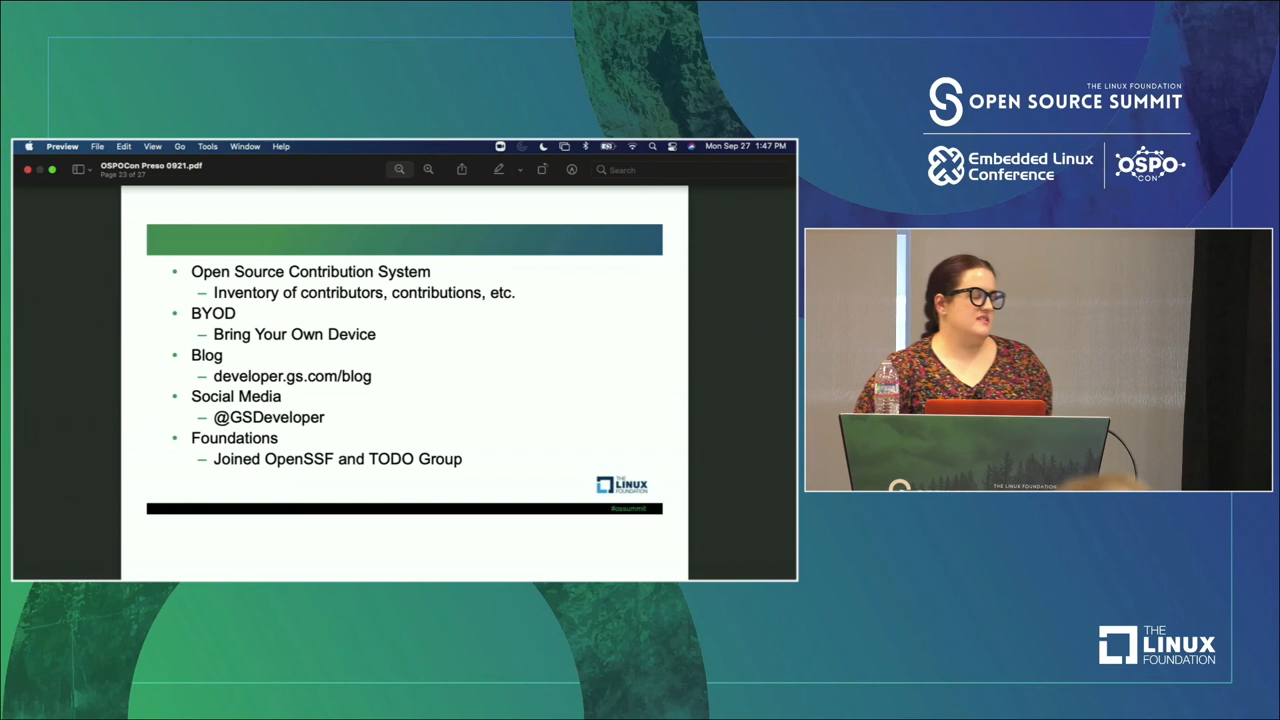 THE LINUX FOUNDATION
OPEN SOURCE SUMMIT
Embedded Linux
Conference
OSPO
CON
Preview File Edit View Go Tools Window Help
Mon Sep 27 1:47 PM
OSPOCon Preso 0921.pdf
Page 23 of 27
Search
• Open Source Contribution System
– Inventory of contributors, contributions, etc.
• BYOD
– Bring Your Own Device
• Blog
– developer.gs.com/blog
• Social Media
– @GSDeveloper
• Foundations
– Joined OpenSSF and TODO Group
THE
LINUX
FOUNDATION
#ossummit
THE LINUX FOUNDATION
THE
LINUX
FOUNDATION